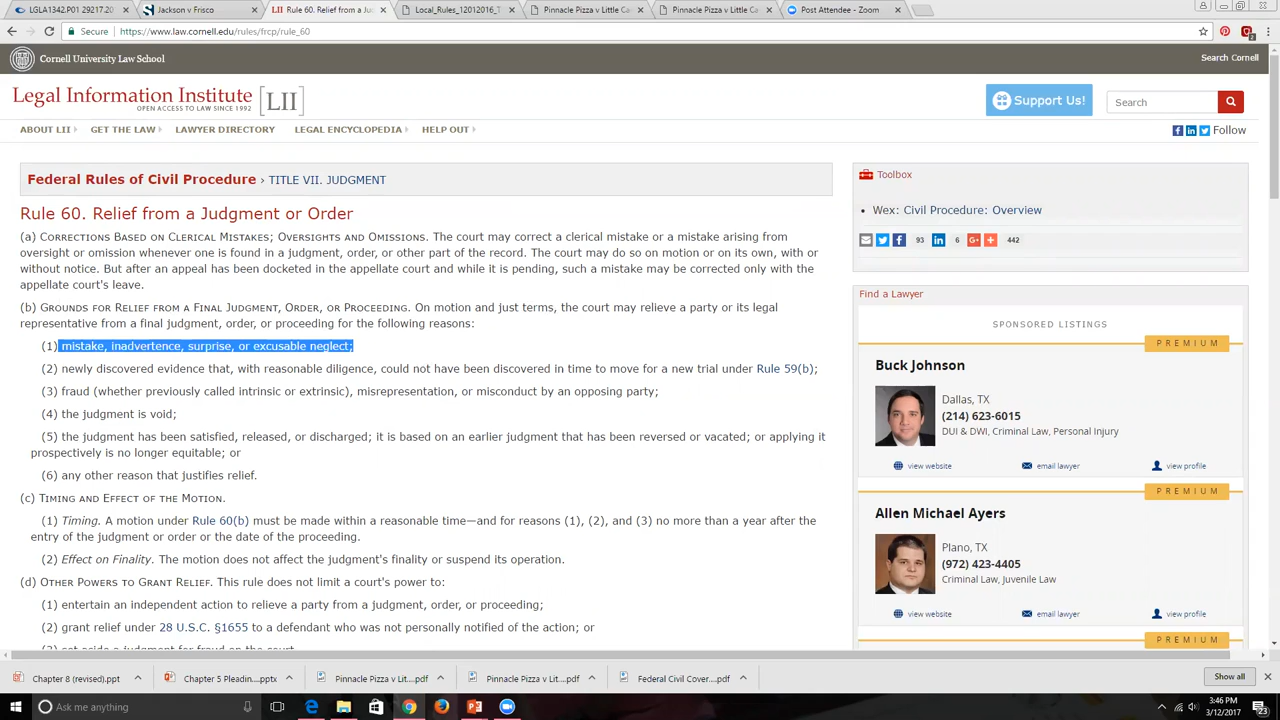 LGLA1342.P01 29217.20
Jackson v Frisco
LII Rule 60. Relief from a Ju
Local_Rules_12012016_T
Pinnacle Pizza v Little Ca
Pinnacle Pizza v Little Ca
Post Attendee - Zoom
Secure https://www.law.cornell.edu/rules/frcp/rule_60
Cornell University Law School
Search Cornell
Legal Information Institute [LII]
OPEN ACCESS TO LAW SINCE 1992
Support Us!
Search
ABOUT LII GET THE LAW LAWYER DIRECTORY LEGAL ENCYCLOPEDIA HELP OUT
Follow
Federal Rules of Civil Procedure › TITLE VII. JUDGMENT
Rule 60. Relief from a Judgment or Order
(a) CORRECTIONS BASED ON CLERICAL MISTAKES; OVERSIGHTS AND OMISSIONS. The court may correct a clerical mistake or a mistake arising from
oversight or omission whenever one is found in a judgment, order, or other part of the record. The court may do so on motion or on its own, with or
without notice. But after an appeal has been docketed in the appellate court and while it is pending, such a mistake may be corrected only with the
appellate court's leave.
(b) GROUNDS FOR RELIEF FROM A FINAL JUDGMENT, ORDER, OR PROCEEDING. On motion and just terms, the court may relieve a party or its legal
representative from a final judgment, order, or proceeding for the following reasons:
(1) mistake, inadvertence, surprise, or excusable neglect;
(2) newly discovered evidence that, with reasonable diligence, could not have been discovered in time to move for a new trial under Rule 59(b);
(3) fraud (whether previously called intrinsic or extrinsic), misrepresentation, or misconduct by an opposing party;
(4) the judgment is void;
(5) the judgment has been satisfied, released, or discharged; it is based on an earlier judgment that has been reversed or vacated; or applying it
prospectively is no longer equitable; or
(6) any other reason that justifies relief.
(c) TIMING AND EFFECT OF THE MOTION.
(1) Timing. A motion under Rule 60(b) must be made within a reasonable time—and for reasons (1), (2), and (3) no more than a year after the
entry of the judgment or order or the date of the proceeding.
(2) Effect on Finality. The motion does not affect the judgment's finality or suspend its operation.
(d) OTHER POWERS TO GRANT RELIEF. This rule does not limit a court's power to:
(1) entertain an independent action to relieve a party from a judgment, order, or proceeding;
(2) grant relief under 28 U.S.C. §1655 to a defendant who was not personally notified of the action; or
(3) set aside a judgment for fraud on the court.
Toolbox
• Wex: Civil Procedure: Overview
93 6 442
Find a Lawyer
SPONSORED LISTINGS
PREMIUM
Buck Johnson
Dallas, TX
(214) 623-6015
DUI & DWI, Criminal Law, Personal Injury
view website email lawyer view profile
PREMIUM
Allen Michael Ayers
Plano, TX
(972) 423-4405
Criminal Law, Juvenile Law
view website email lawyer view profile
PREMIUM
Chapter 8 (revised).ppt
Chapter 5 Pleadin....pptx
Pinnacle Pizza v Lit....pdf
Pinnacle Pizza v Lit....pdf
Federal Civil Cover....pdf
Show all
Ask me anything
3:46 PM
3/12/2017
23